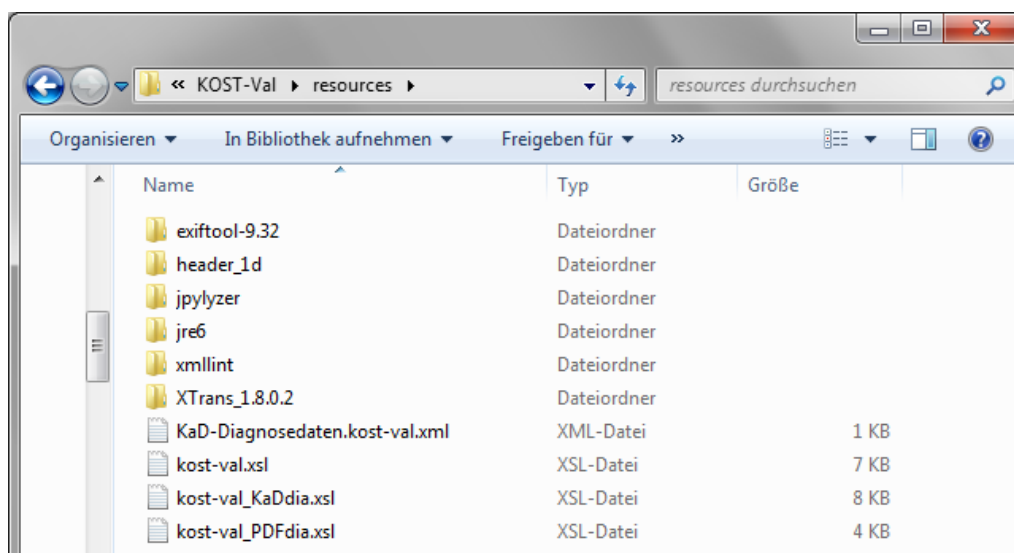 « KOST-Val ▸ resources ▸ resources durchsuchen
Organisieren ▾ In Bibliothek aufnehmen ▾ Freigeben für ▾ »
Name Typ Größe
exiftool-9.32 Dateiordner
header_1d Dateiordner
jpylyzer Dateiordner
jre6 Dateiordner
xmllint Dateiordner
XTrans_1.8.0.2 Dateiordner
KaD-Diagnosedaten.kost-val.xml XML-Datei 1 KB
kost-val.xsl XSL-Datei 7 KB
kost-val_KaDdia.xsl XSL-Datei 8 KB
kost-val_PDFdia.xsl XSL-Datei 4 KB